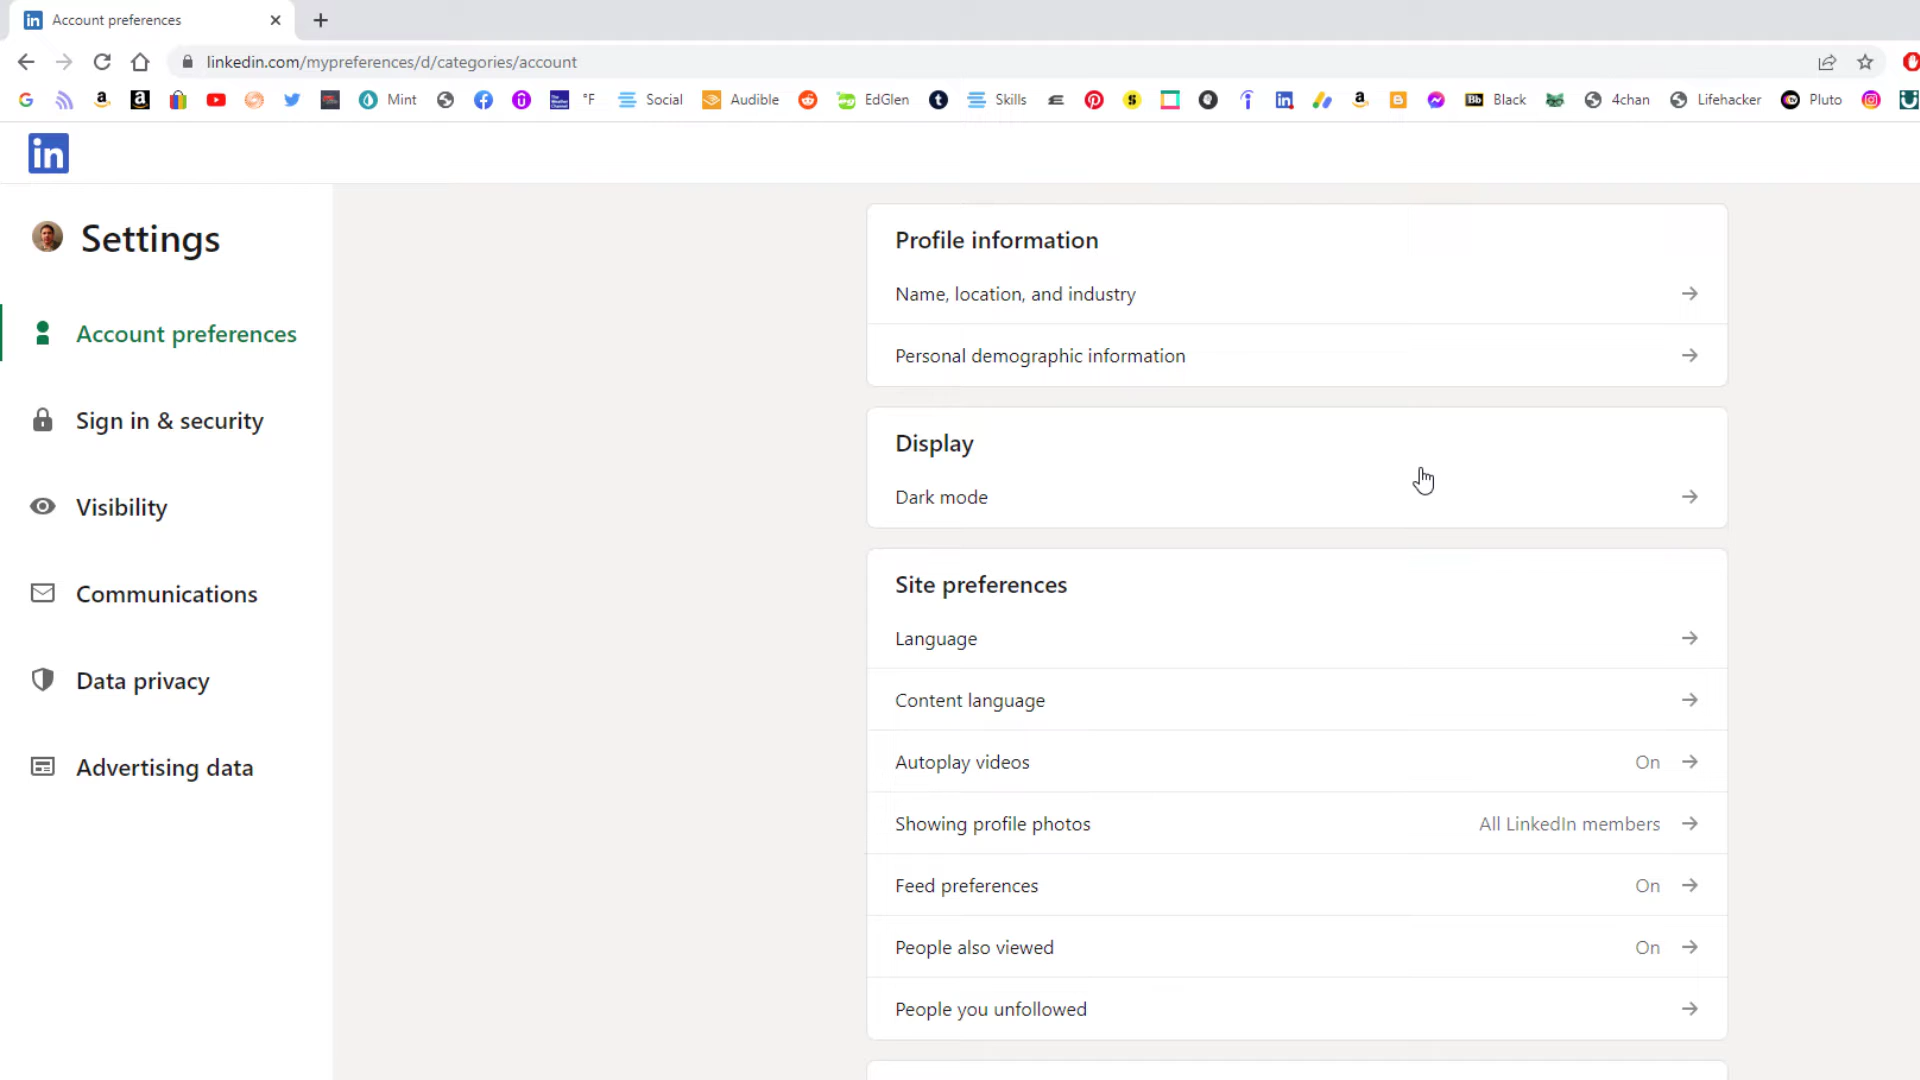 Account preferences
linkedin.com/mypreferences/d/categories/account
Mint °F Social Audible EdGlen Skills Black 4chan Lifehacker Pluto
in
Settings
Account preferences
Sign in & security
Visibility
Communications
Data privacy
Advertising data
Profile information
Name, location, and industry
Personal demographic information
Display
Dark mode
Site preferences
Language
Content language
Autoplay videos On
Showing profile photos All LinkedIn members
Feed preferences On
People also viewed On
People you unfollowed